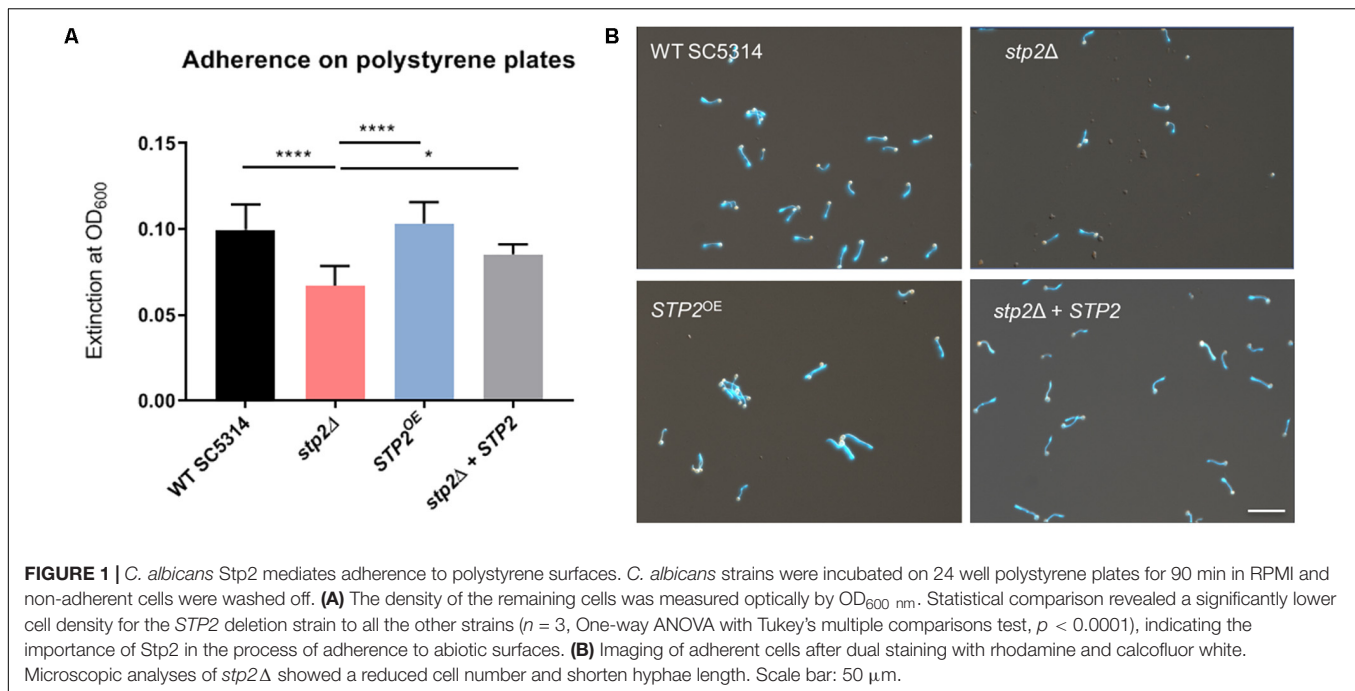 A
Adherence on polystyrene plates
****
****
*
0.15
0.10
0.05
0.00
Extinction at OD600
WT SC5314
stp2Δ
STP2OE
stp2Δ + STP2
B
WT SC5314
stp2Δ
STP2OE
stp2Δ + STP2
FIGURE 1 | C. albicans Stp2 mediates adherence to polystyrene surfaces. C. albicans strains were incubated on 24 well polystyrene plates for 90 min in RPMI and
non-adherent cells were washed off. (A) The density of the remaining cells was measured optically by OD600 nm. Statistical comparison revealed a significantly lower
cell density for the STP2 deletion strain to all the other strains (n = 3, One-way ANOVA with Tukey's multiple comparisons test, p < 0.0001), indicating the
importance of Stp2 in the process of adherence to abiotic surfaces. (B) Imaging of adherent cells after dual staining with rhodamine and calcofluor white.
Microscopic analyses of stp2Δ showed a reduced cell number and shorten hyphae length. Scale bar: 50 μm.